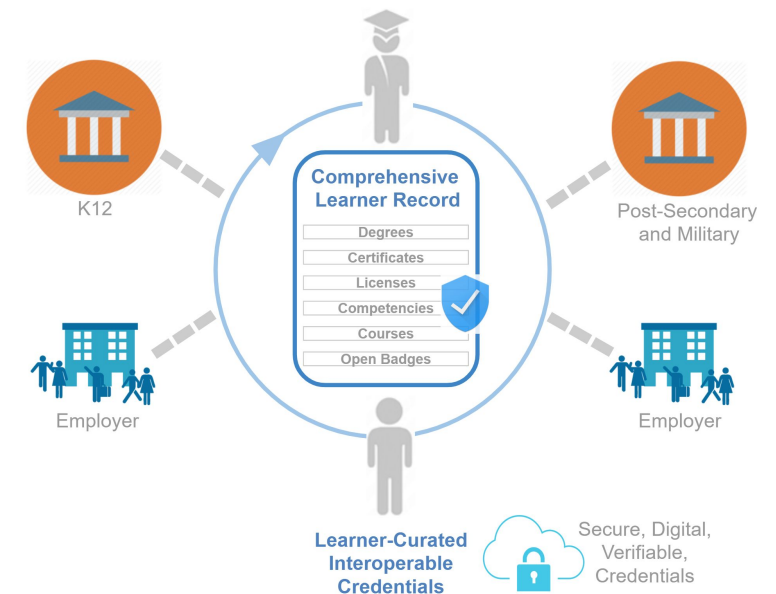 Comprehensive
Learner Record
Degrees
Certificates
Licenses
Competencies
Courses
Open Badges
K12
Post-Secondary
and Military
Employer
Employer
Learner-Curated
Interoperable
Credentials
Secure, Digital,
Verifiable,
Credentials